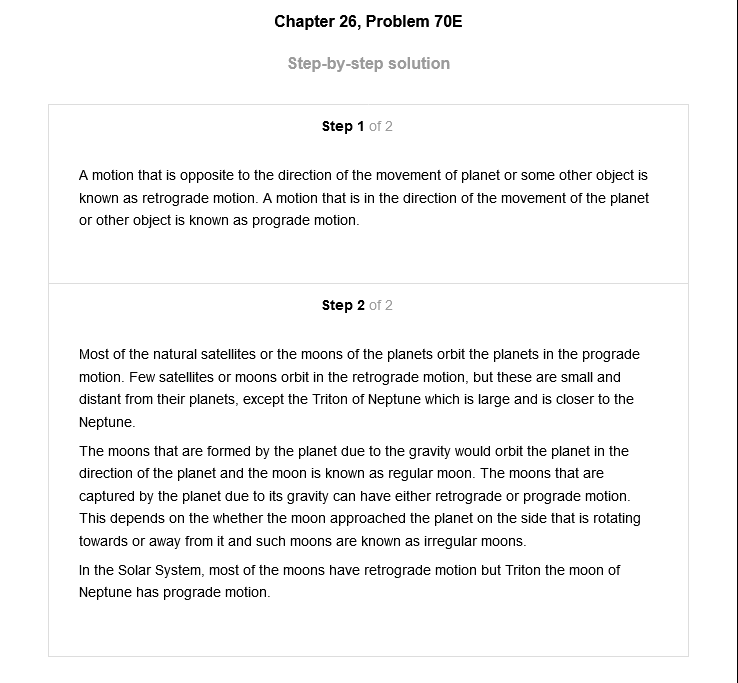 Chapter 26, Problem 70E
Step-by-step solution
Step 1 of 2
A motion that is opposite to the direction of the movement of planet or some other object is
known as retrograde motion. A motion that is in the direction of the movement of the planet
or other object is known as prograde motion.
Step 2 of 2
Most of the natural satellites or the moons of the planets orbit the planets in the prograde
motion. Few satellites or moons orbit in the retrograde motion, but these are small and
distant from their planets, except the Triton of Neptune which is large and is closer to the
Neptune.
The moons that are formed by the planet due to the gravity would orbit the planet in the
direction of the planet and the moon is known as regular moon. The moons that are
captured by the planet due to its gravity can have either retrograde or prograde motion.
This depends on the whether the moon approached the planet on the side that is rotating
towards or away from it and such moons are known as irregular moons.
In the Solar System, most of the moons have retrograde motion but Triton the moon of
Neptune has prograde motion.